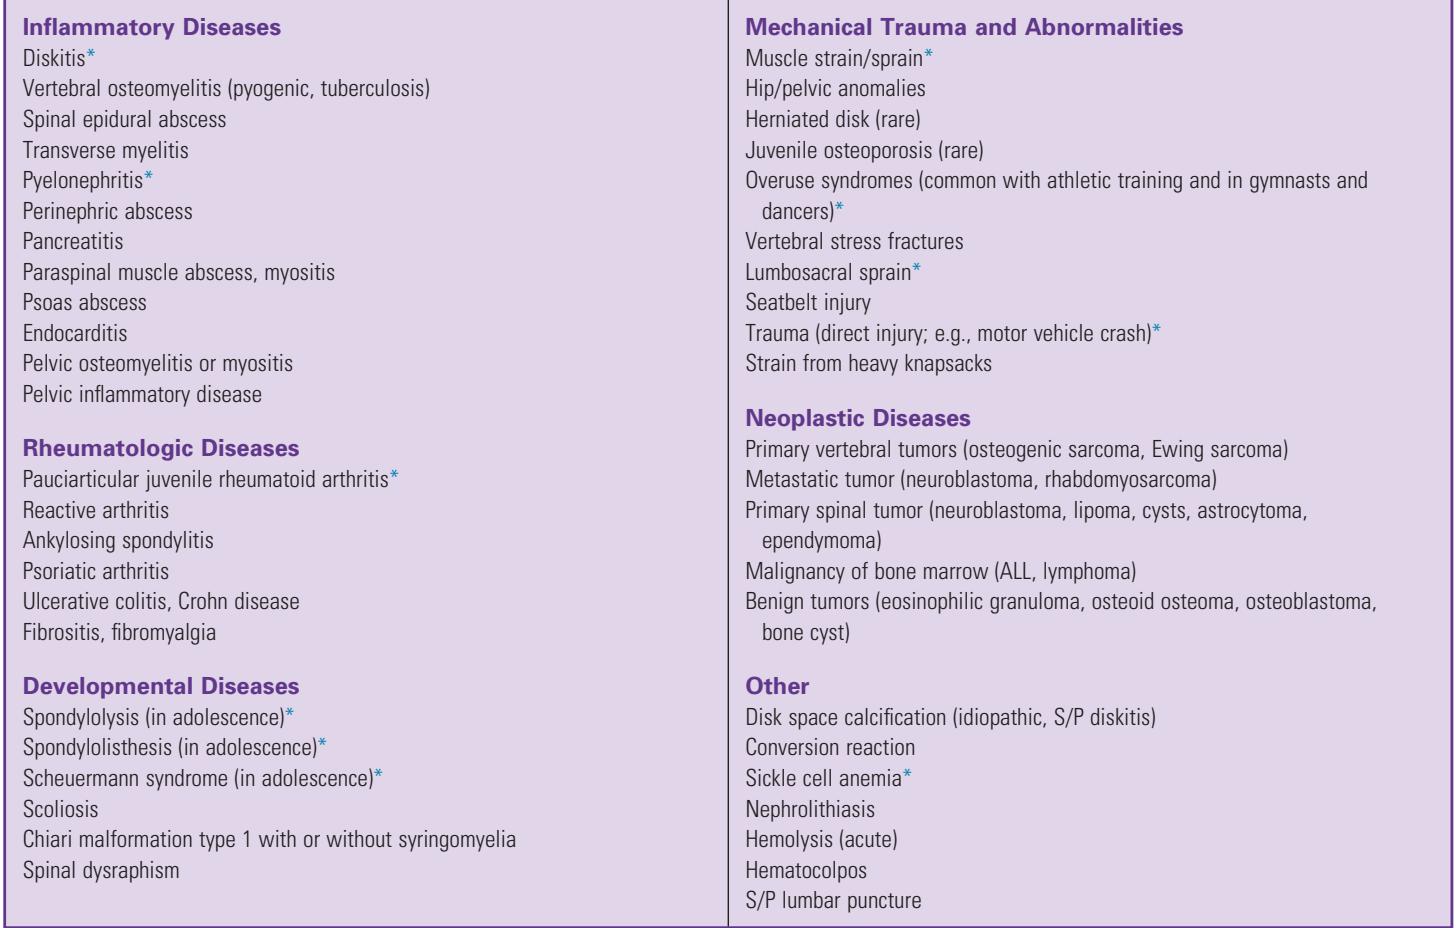 Inflammatory Diseases
Diskitis*
Vertebral osteomyelitis (pyogenic, tuberculosis)
Spinal epidural abscess
Transverse myelitis
Pyelonephritis*
Perinephric abscess
Pancreatitis
Paraspinal muscle abscess, myositis
Psoas abscess
Endocarditis
Pelvic osteomyelitis or myositis
Pelvic inflammatory disease
Rheumatologic Diseases
Pauciarticular juvenile rheumatoid arthritis*
Reactive arthritis
Ankylosing spondylitis
Psoriatic arthritis
Ulcerative colitis, Crohn disease
Fibrositis, fibromyalgia
Developmental Diseases
Spondylolysis (in adolescence)*
Spondylolisthesis (in adolescence)*
Scheuermann syndrome (in adolescence)*
Scoliosis
Chiari malformation type 1 with or without syringomyelia
Spinal dysraphism
Mechanical Trauma and Abnormalities
Muscle strain/sprain*
Hip/pelvic anomalies
Herniated disk (rare)
Juvenile osteoporosis (rare)
Overuse syndromes (common with athletic training and in gymnasts and
dancers)*
Vertebral stress fractures
Lumbosacral sprain*
Seatbelt injury
Trauma (direct injury; e.g., motor vehicle crash)*
Strain from heavy knapsacks
Neoplastic Diseases
Primary vertebral tumors (osteogenic sarcoma, Ewing sarcoma)
Metastatic tumor (neuroblastoma, rhabdomyosarcoma)
Primary spinal tumor (neuroblastoma, lipoma, cysts, astrocytoma,
ependymoma)
Malignancy of bone marrow (ALL, lymphoma)
Benign tumors (eosinophilic granuloma, osteoid osteoma, osteoblastoma,
bone cyst)
Other
Disk space calcification (idiopathic, S/P diskitis)
Conversion reaction
Sickle cell anemia*
Nephrolithiasis
Hemolysis (acute)
Hematocolpos
S/P lumbar puncture